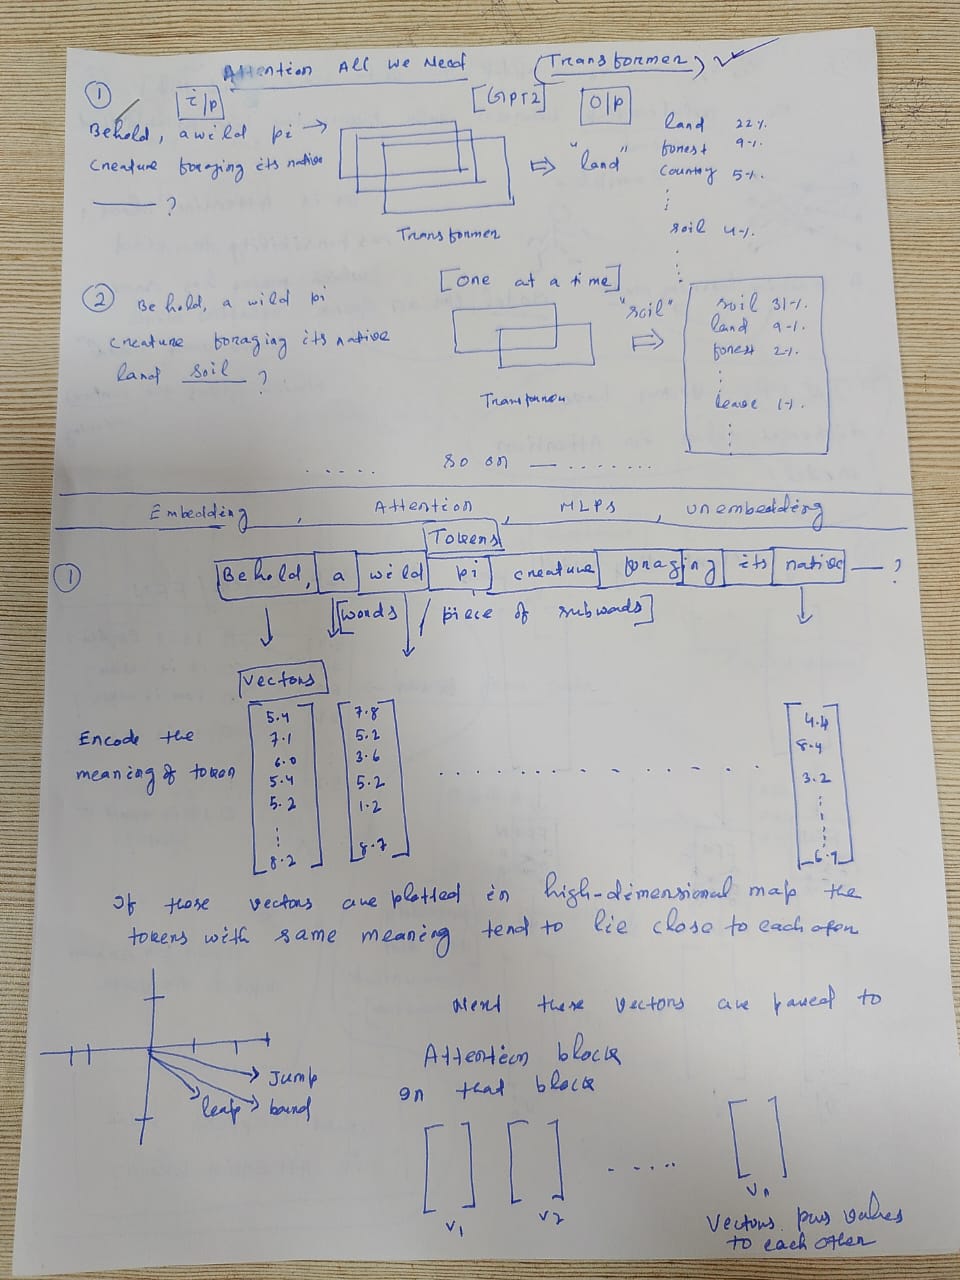 Attention All we Need (Transformer) ✓
① i/p [GPT2] O/p
Behold, a wild pi →
creature foraging its native
____ ?
Transformer
⇒ "land"
land 22%.
forest 9%.
country 5%.
soil 4%.
② Behold, a wild pi
creature foraging its native
land soil ?
[One at a time]
Transformer
"soil" ⇒
soil 31%.
land 9%.
forest 2%.
leave 1%.
..... so on — .......
Embedding, Attention, MLPS, unembedding
Tokens
① Behold, a wild pi creature foraging its native — ?
[words / piece of subwods]
Vectors
Encode the
meaning of token
5.4
7.1
6.0
5.4
5.2
8.2
7.8
5.2
3.6
5.2
1.2
8.7
4.4
8.4
3.2
6.9
If those vectors are plotted in high-dimensional map the
tokens with same meaning tend to lie close to each
Jump
leap bound
Next these vectors are passed to
Attention block
In that block
V1 V2 ..... Vn
Vectors pass values
to each other